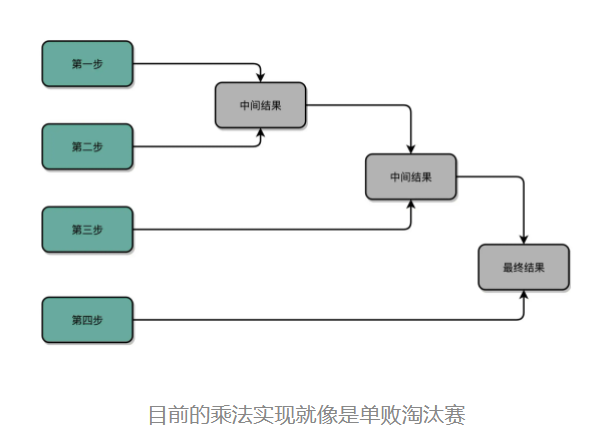 第一步
中间结果
第二步
中间结果
第三步
最终结果
第四步
目前的乘法实现就像是单败淘汰赛